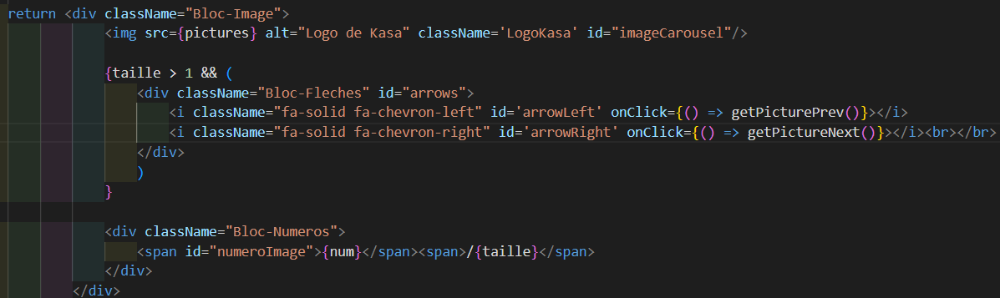 return <div className="Bloc-Image">
<img src={pictures} alt="Logo de Kasa" className='LogoKasa' id="imageCarousel"/>
{taille > 1 && (
<div className="Bloc-Fleches" id="arrows">
<i className="fa-solid fa-chevron-left" id='arrowLeft' onClick={() => getPicturePrev()}></i>
<i className="fa-solid fa-chevron-right" id='arrowRight' onClick={() => getPictureNext()}></i><br></br>
</div>
)
}
<div className="Bloc-Numeros">
<span id="numeroImage">{num}</span><span>/{taille}</span>
</div>
</div>